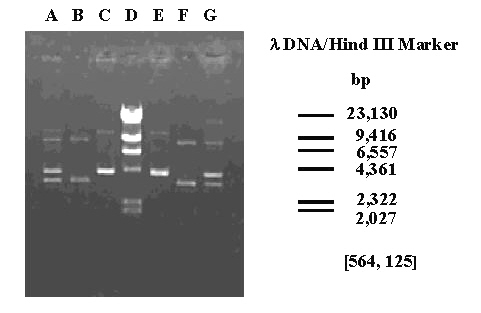 A B C D E F G
λ DNA/Hind III Marker
bp
23,130
9,416
6,557
4,361
2,322
2,027
[564, 125]